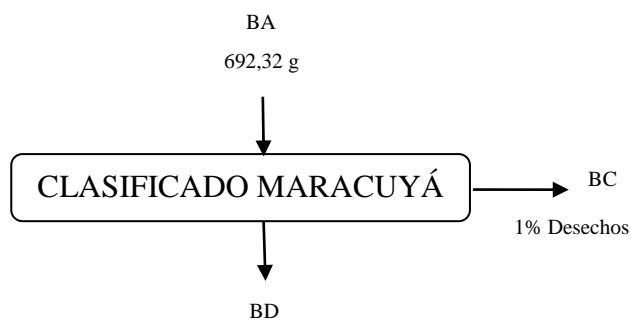 BA
692,32 g
CLASIFICADO MARACUYÁ
BC
1% Desechos
BD